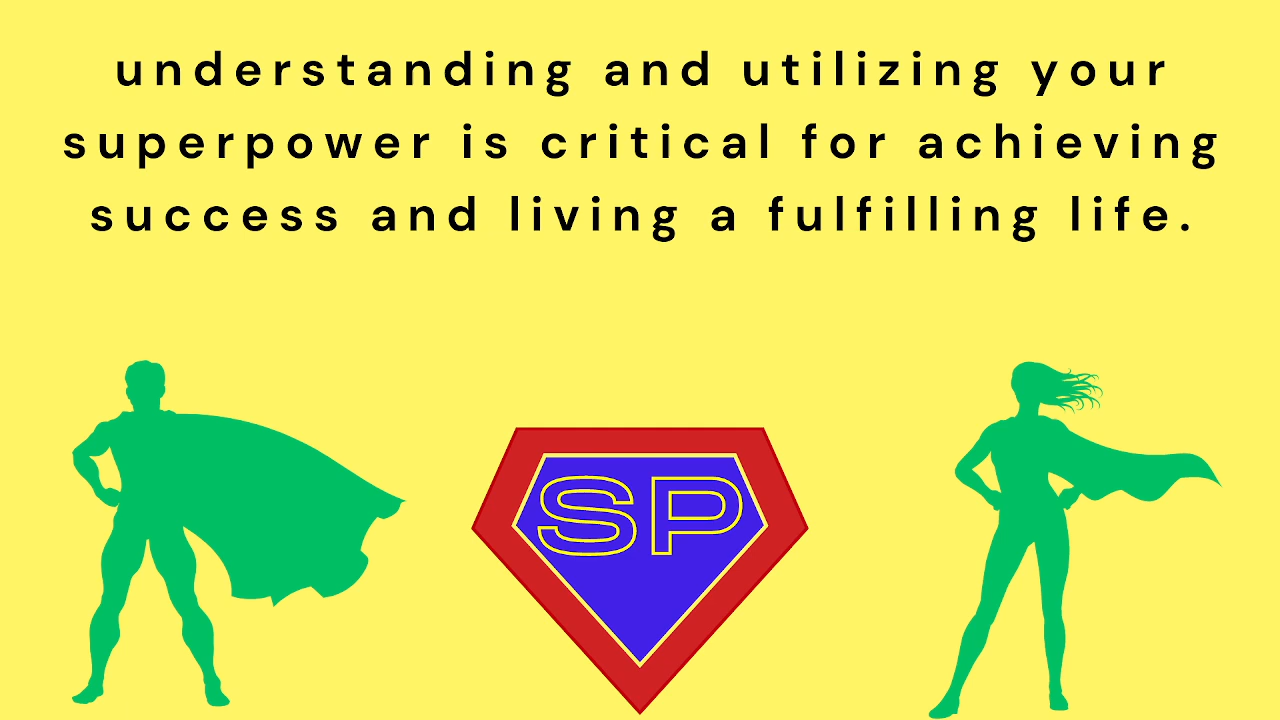 understanding and utilizing your
superpower is critical for achieving
success and living a fulfilling life.
SP